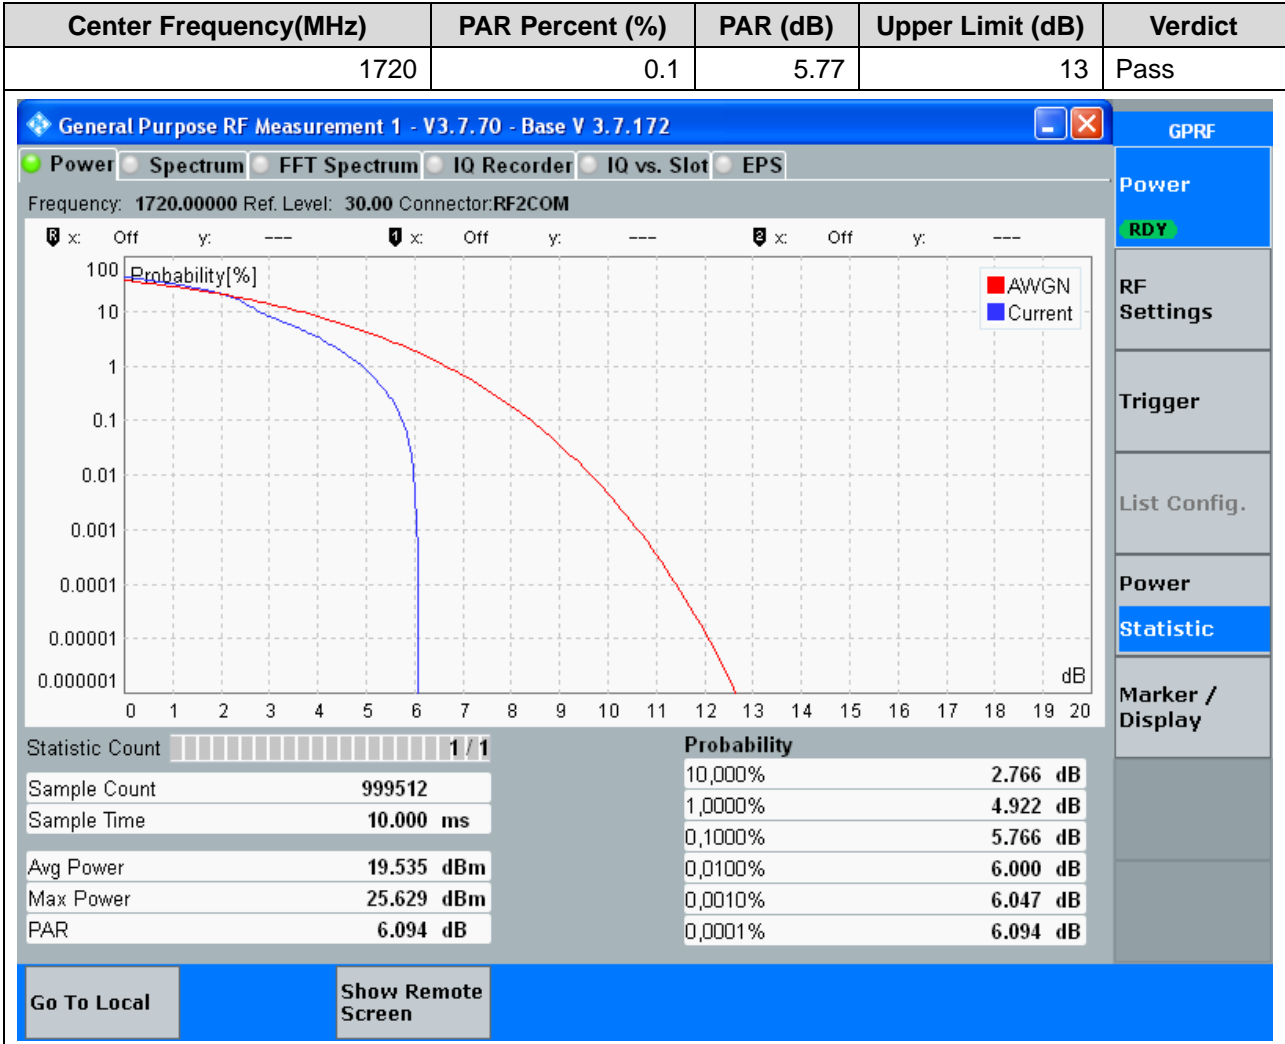 Center Frequency(MHz) PAR Percent (%) PAR (dB) Upper Limit (dB) Verdict
1720 0.1 5.77 13 Pass
General Purpose RF Measurement 1 - V3.7.70 - Base V 3.7.172
GPRF
Power Spectrum FFT Spectrum IQ Recorder IQ vs. Slot EPS
Frequency: 1720.00000 Ref. Level: 30.00 Connector:RF2COM
R x: Off y: --- 1 x: Off y: --- 2 x: Off y: ---
Probability[%]
AWGN
Current
100
10
1
0.1
0.01
0.001
0.0001
0.00001
0.000001
dB
0 1 2 3 4 5 6 7 8 9 10 11 12 13 14 15 16 17 18 19 20
Statistic Count 1 / 1
Sample Count 999512
Sample Time 10.000 ms
Avg Power 19.535 dBm
Max Power 25.629 dBm
PAR 6.094 dB
Probability
10,000% 2.766 dB
1,0000% 4.922 dB
0,1000% 5.766 dB
0,0100% 6.000 dB
0,0010% 6.047 dB
0,0001% 6.094 dB
Power
RDY
RF
Settings
Trigger
List Config.
Power
Statistic
Marker /
Display
Go To Local
Show Remote
Screen